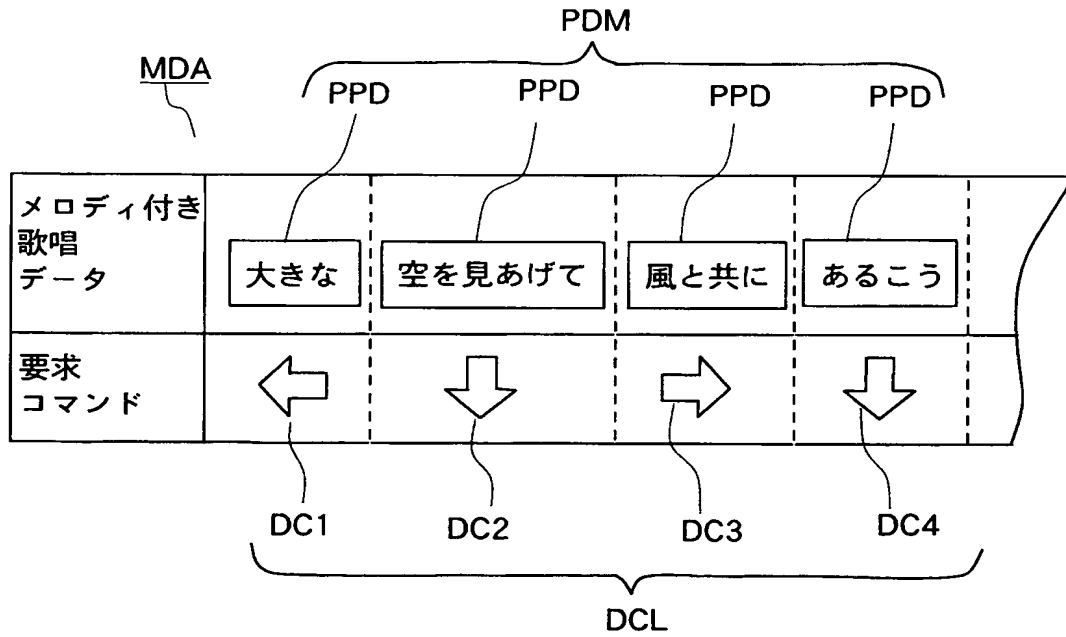 PDM
MDA
PPD PPD PPD PPD
メロディ付き
歌唱
データ
大きな 空を見あげて 風と共に あるこう
要求
コマンド
DC1 DC2 DC3 DC4
DCL